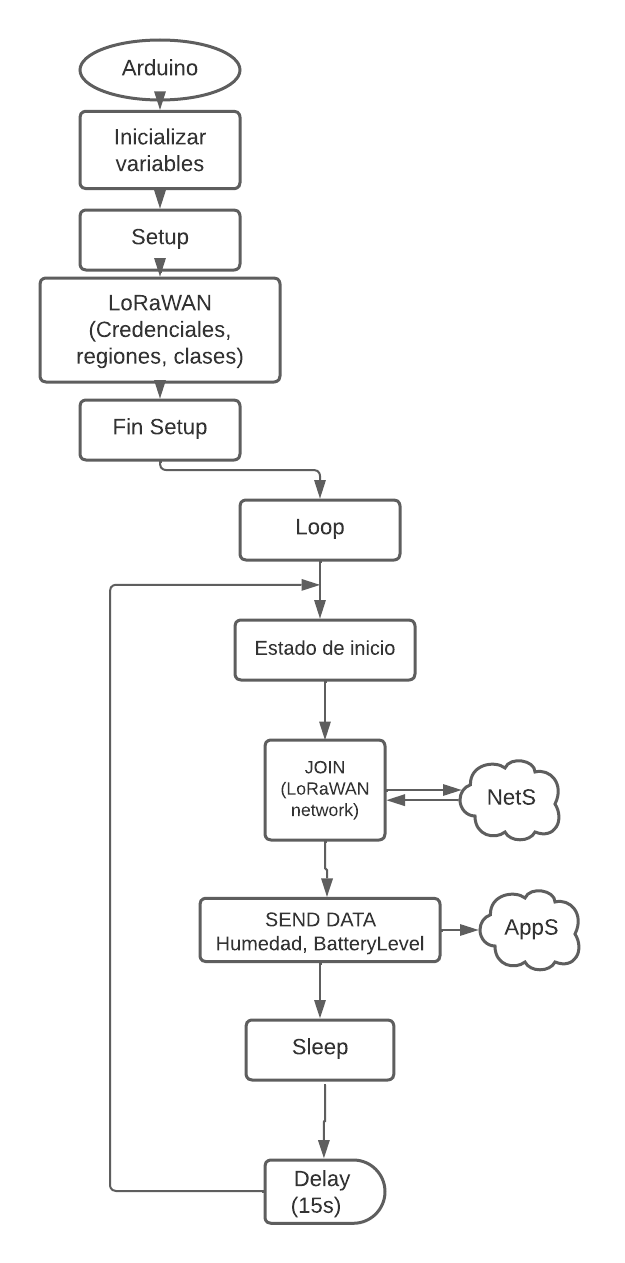 Arduino
Inicializar
variables
Setup
LoRaWAN
(Credenciales,
regiones, clases)
Fin Setup
Loop
Estado de inicio
JOIN
(LoRaWAN
network)
NetS
SEND DATA
Humedad, BatteryLevel
AppS
Sleep
Delay
(15s)